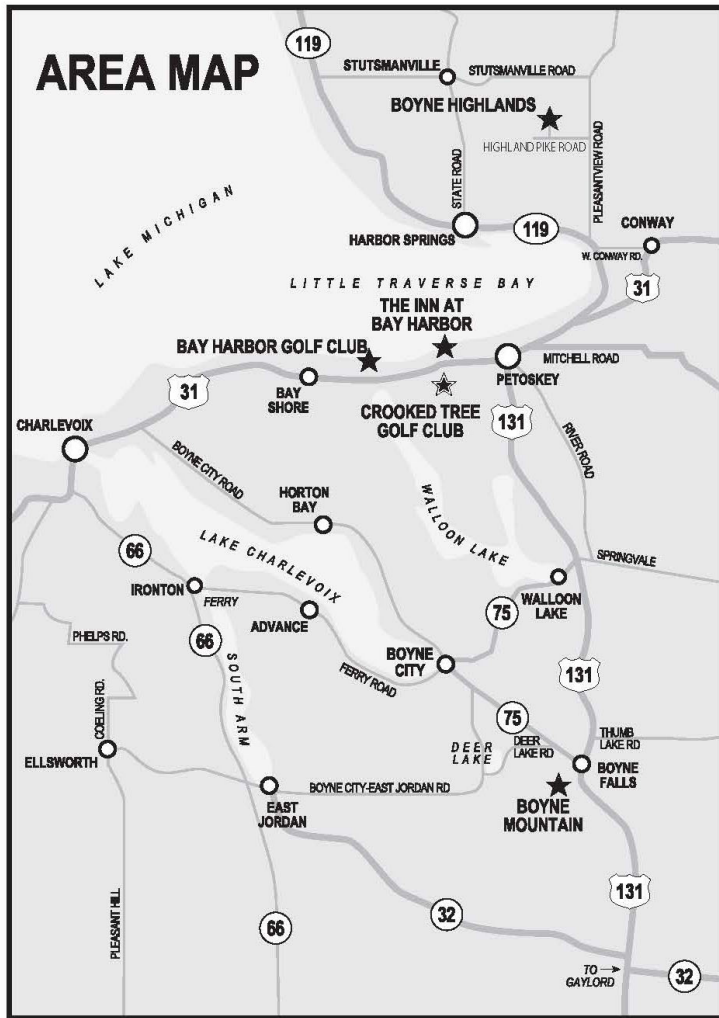 119
AREA MAP
STUTSMANVILLE
STUTSMANVILLE ROAD
BOYNE HIGHLANDS
HIGHLAND PIKE ROAD
PLEASANTVIEW ROAD
STATE ROAD
LAKE MICHIGAN
HARBOR SPRINGS
119
CONWAY
W. CONWAY RD.
31
LITTLE TRAVERSE BAY
THE INN AT
BAY HARBOR
BAY HARBOR GOLF CLUB
MITCHELL ROAD
PETOSKEY
31
BAY
SHORE
CROOKED TREE
GOLF CLUB
131
CHARLEVOIX
RIVER ROAD
BOYNE CITY ROAD
HORTON
BAY
WALLOON LAKE
LAKE CHARLEVOIX
66
SPRINGVALE
IRONTON
FERRY
ADVANCE
WALLOON
LAKE
75
66
PHELPS RD.
SOUTH ARM
BOYNE
CITY
FERRY ROAD
131
COELING RD.
75
THUMB
LAKE RD
DEER
LAKE
DEER
LAKE RD
ELLSWORTH
BOYNE
FALLS
BOYNE CITY-EAST JORDAN RD
EAST
JORDAN
BOYNE
MOUNTAIN
131
PLEASANT HILL
66
32
TO
GAYLORD
32